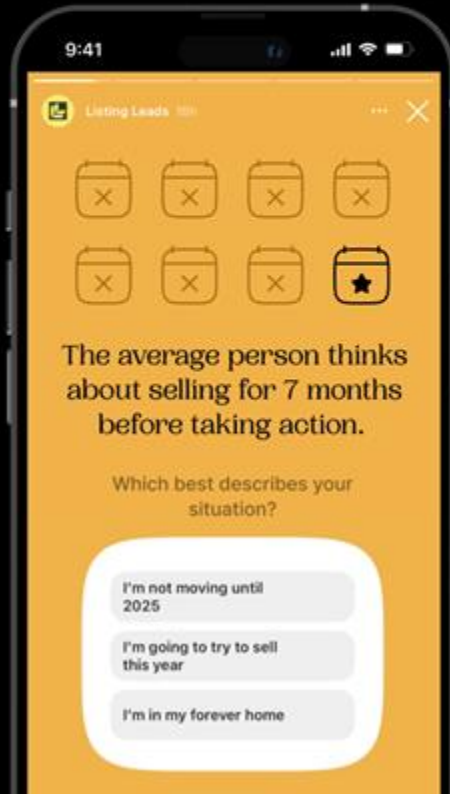 9:41
Listing Leads
The average person thinks
about selling for 7 months
before taking action.
Which best describes your
situation?
I'm not moving until
2025
I'm going to try to sell
this year
I'm in my forever home